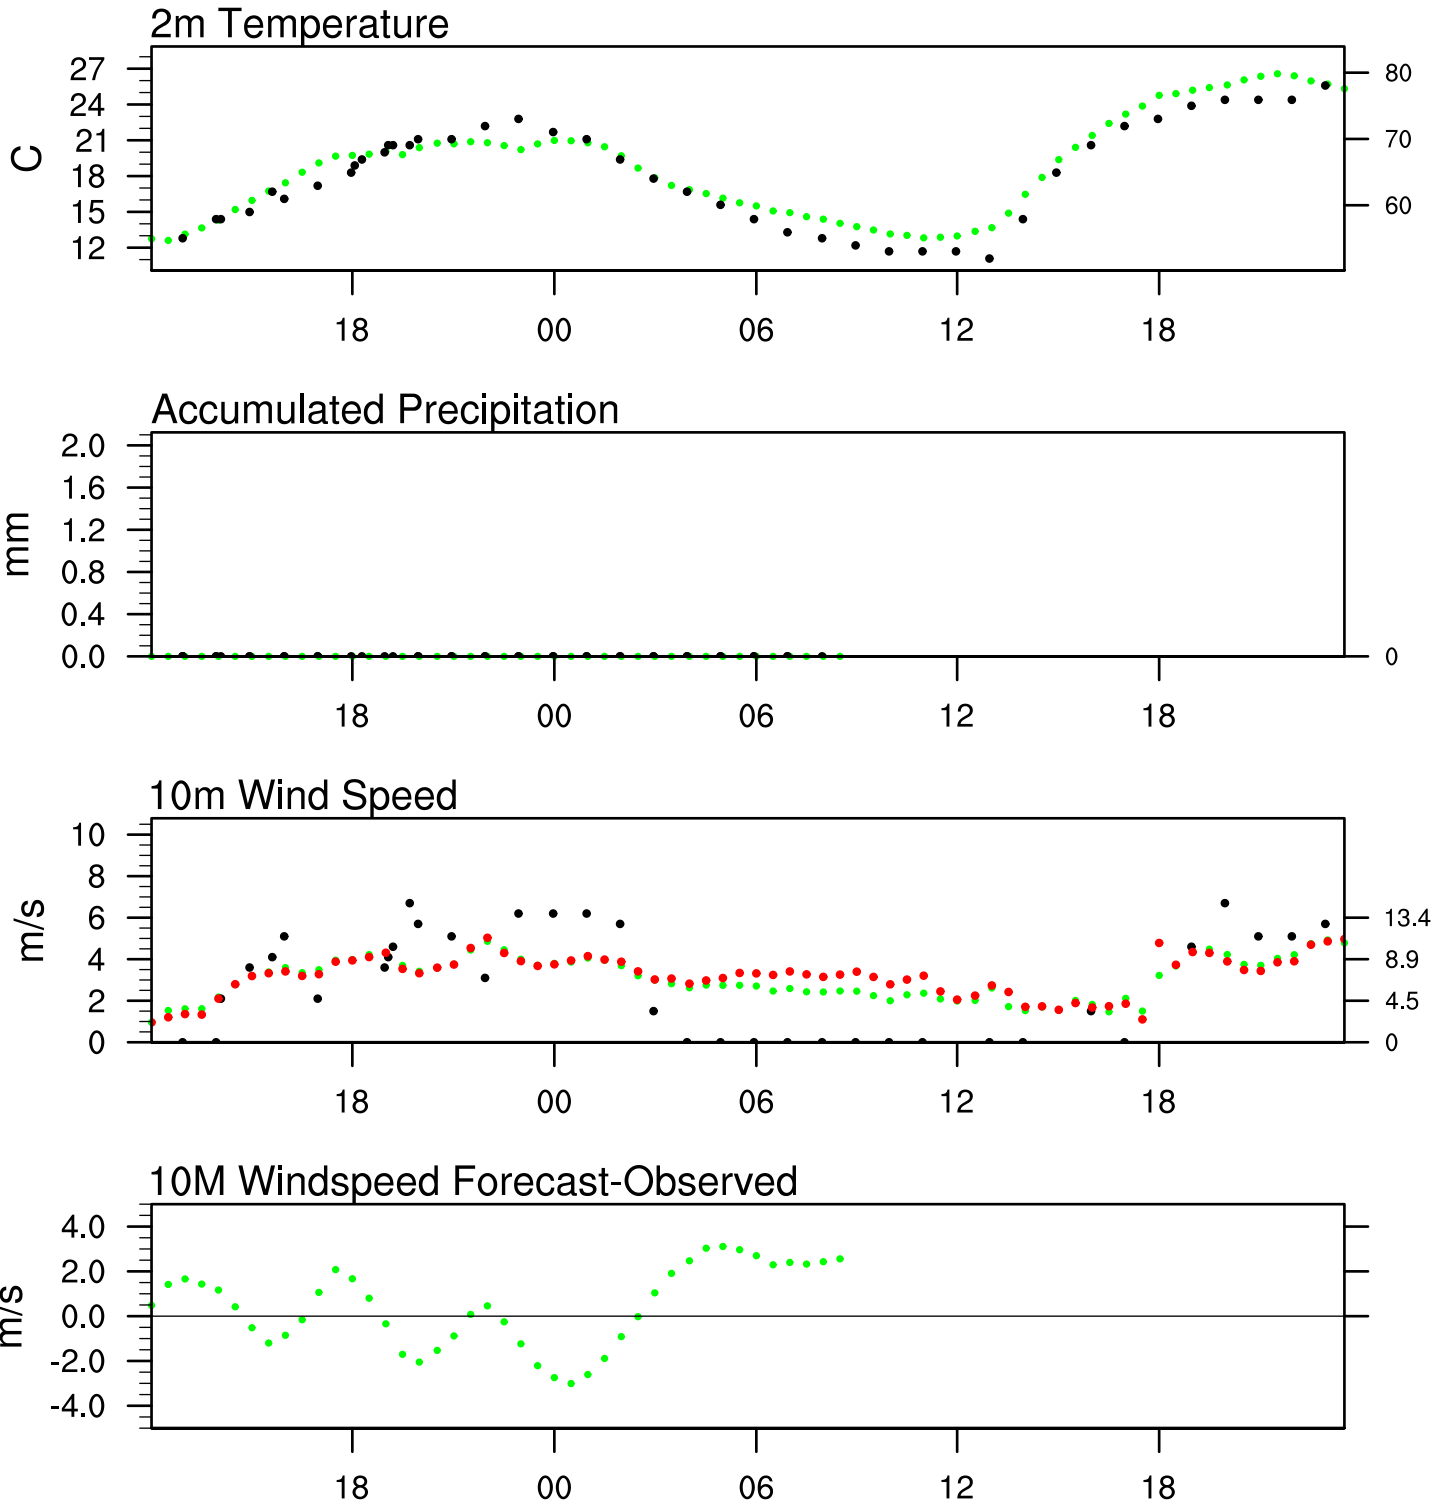 2m Temperature
27
24
21
18
15
12
C
80
70
60
18 00 06 12 18
Accumulated Precipitation
2.0
1.6
1.2
0.8
0.4
0.0
mm
0
18 00 06 12 18
10m Wind Speed
10
8
6
4
2
0
m/s
13.4
8.9
4.5
0
18 00 06 12 18
10M Windspeed Forecast-Observed
4.0
2.0
0.0
-2.0
-4.0
m/s
18 00 06 12 18